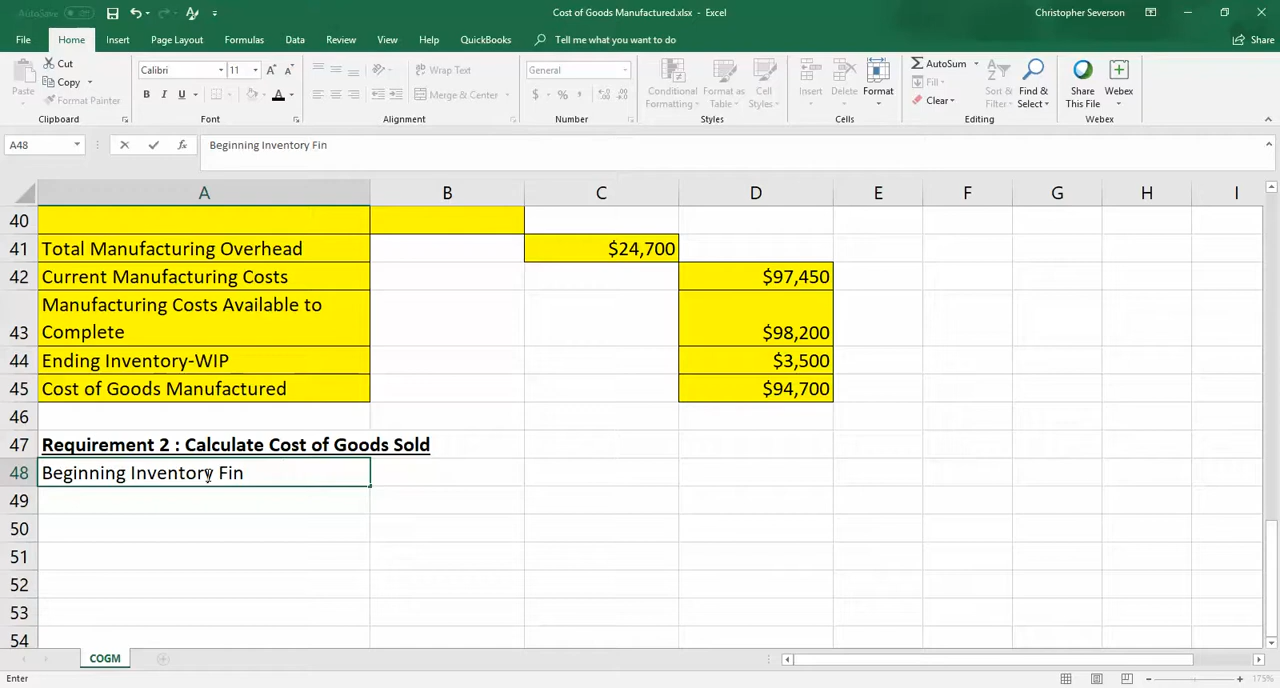 AutoSave Off
Cost of Goods Manufactured.xlsx - Excel
Christopher Severson
File Home Insert Page Layout Formulas Data Review View Help QuickBooks Tell me what you want to do Share
Paste
Cut
Copy
Format Painter
Clipboard
Calibri 11
B I U A
Font
Wrap Text
Merge & Center
Alignment
General
$ % ,
Number
Conditional Formatting
Format as Table
Cell Styles
Styles
Insert Delete Format
Cells
AutoSum
Fill
Clear
Sort & Filter
Find & Select
Editing
Share This File
Webex
Webex
A48 fx Beginning Inventory Fin
A B C D E F G H I
40
41 Total Manufacturing Overhead $24,700
42 Current Manufacturing Costs $97,450
Manufacturing Costs Available to
43 Complete $98,200
44 Ending Inventory-WIP $3,500
45 Cost of Goods Manufactured $94,700
46
47 Requirement 2 : Calculate Cost of Goods Sold
48 Beginning Inventory Fin
49
50
51
52
53
54
COGM
Enter 175%